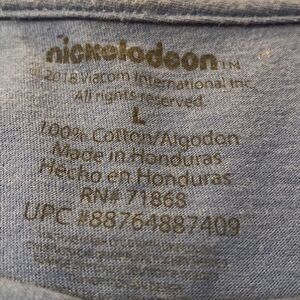 nickelodeon™
© 2018 Viacom International Inc
All rights reserved.
L
100% Cotton/Algodon
Made in Honduras
Hecho en Honduras
RN# 71868
UPC #88764887409